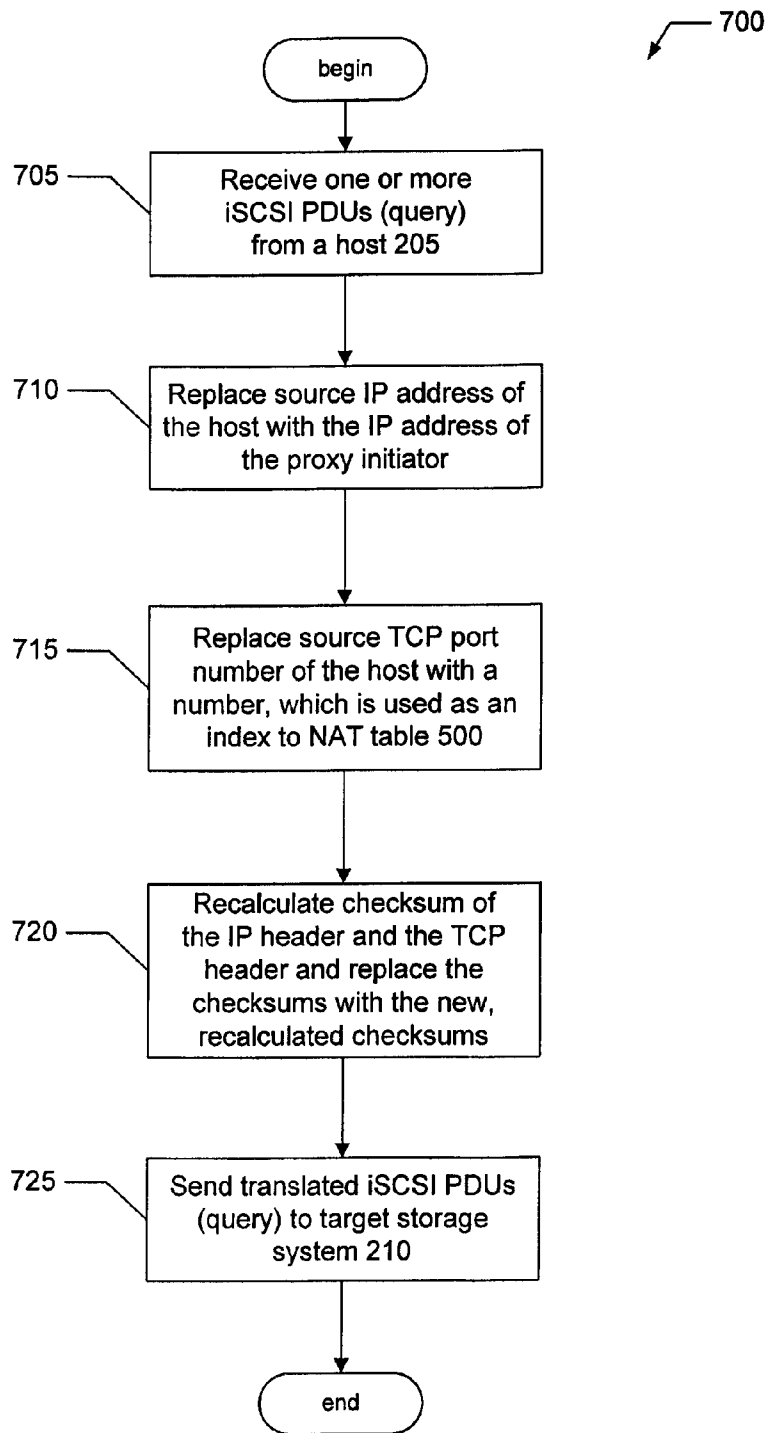 700
begin
705
Receive one or more
iSCSI PDUs (query)
from a host 205
710
Replace source IP address of
the host with the IP address of
the proxy initiator
715
Replace source TCP port
number of the host with a
number, which is used as an
index to NAT table 500
720
Recalculate checksum of
the IP header and the TCP
header and replace the
checksums with the new,
recalculated checksums
725
Send translated iSCSI PDUs
(query) to target storage
system 210
end